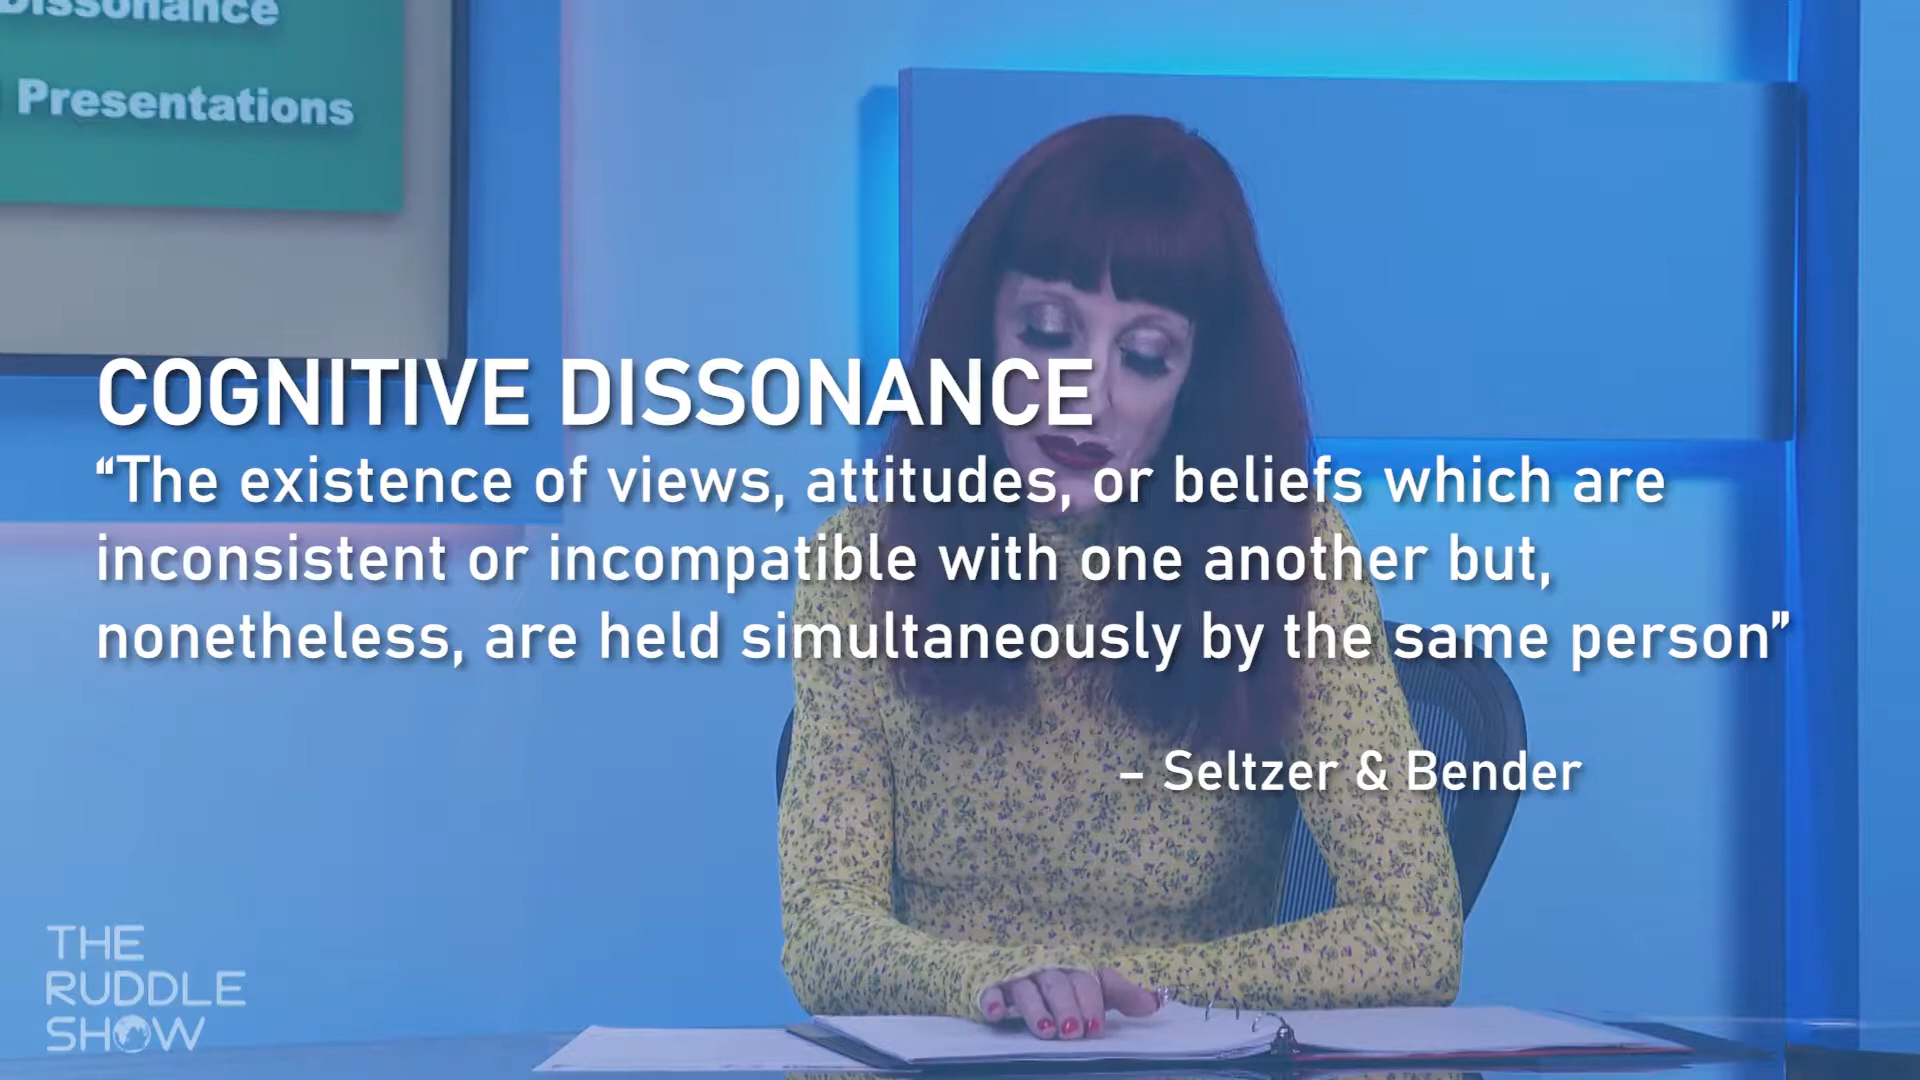 Dissonance
Presentations
COGNITIVE DISSONANCE
“The existence of views, attitudes, or beliefs which are
inconsistent or incompatible with one another but,
nonetheless, are held simultaneously by the same person”
– Seltzer & Bender
THE
RUDDLE
SHOW